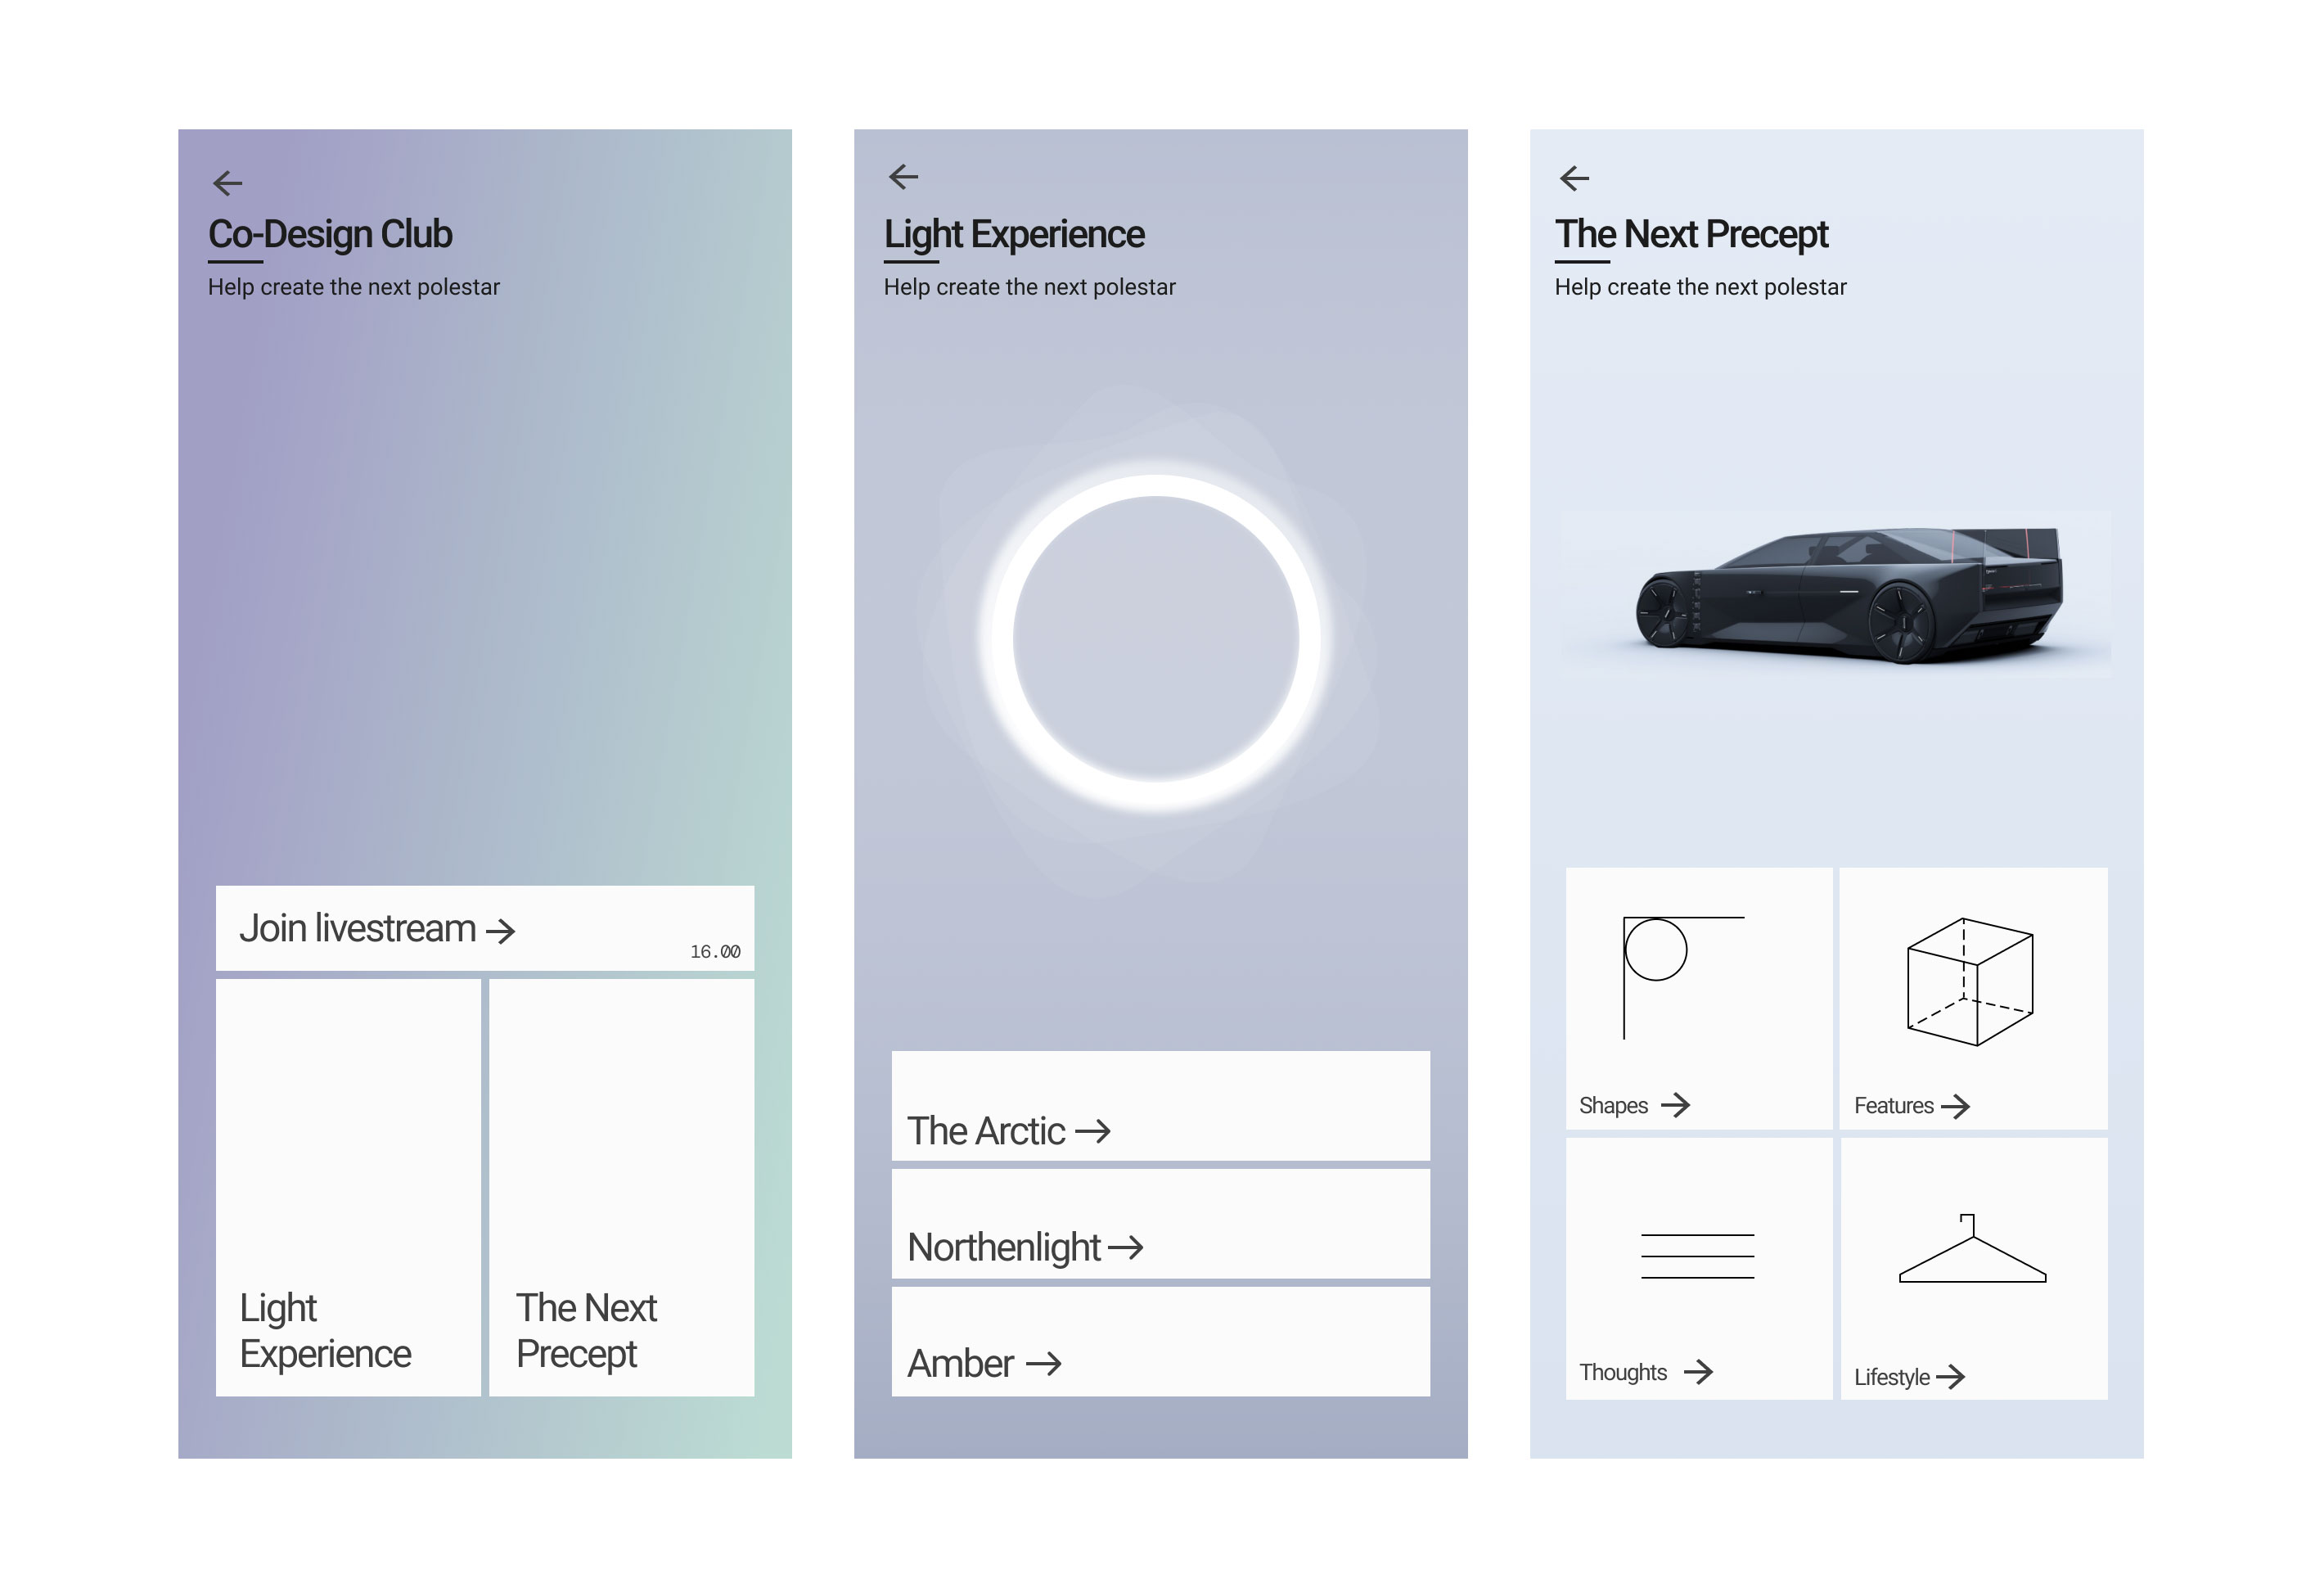 Co-Design Club
Help create the next polestar
Join livestream
16.00
Light
Experience
The Next
Precept
Light Experience
Help create the next polestar
The Arctic
Northenlight
Amber
The Next Precept
Help create the next polestar
Shapes
Features
Thoughts
Lifestyle